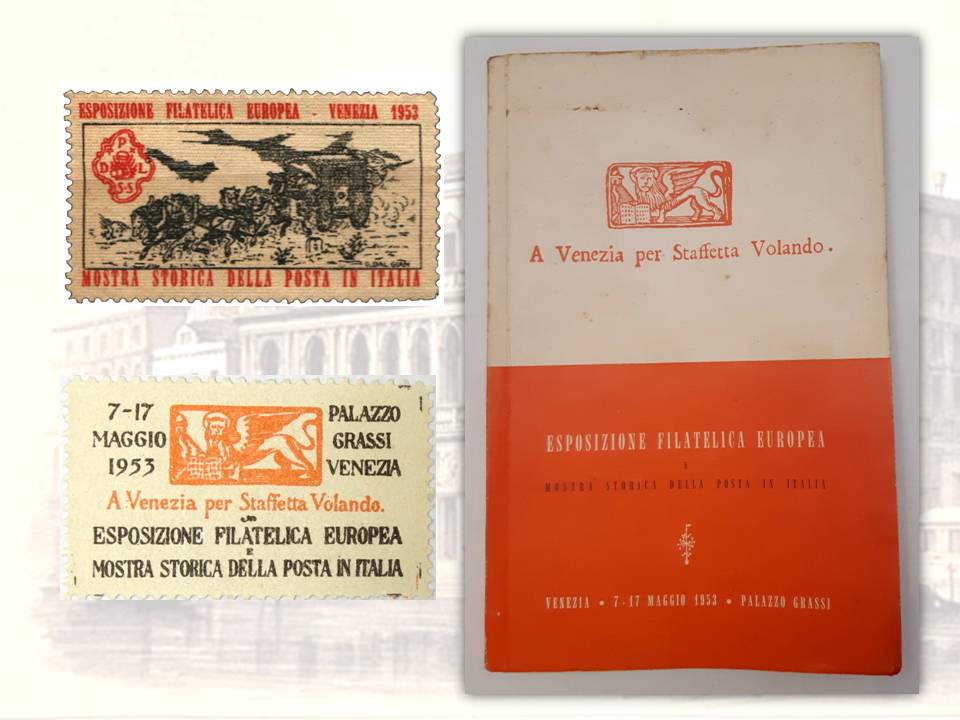 ESPOSIZIONE FILATELICA EUROPEA - VENEZIA 1953
P
D L
S·S
G. DAL GIAN
MOSTRA STORICA DELLA POSTA IN ITALIA
7-17
MAGGIO
1953
PALAZZO
GRASSI
VENEZIA
A Venezia per Staffetta Volando.
ESPOSIZIONE FILATELICA EUROPEA
E
MOSTRA STORICA DELLA POSTA IN ITALIA
A Venezia per Staffetta Volando.
ESPOSIZIONE FILATELICA EUROPEA
E
MOSTRA STORICA DELLA POSTA IN ITALIA
VENEZIA • 7-17 MAGGIO 1953 • PALAZZO GRASSI